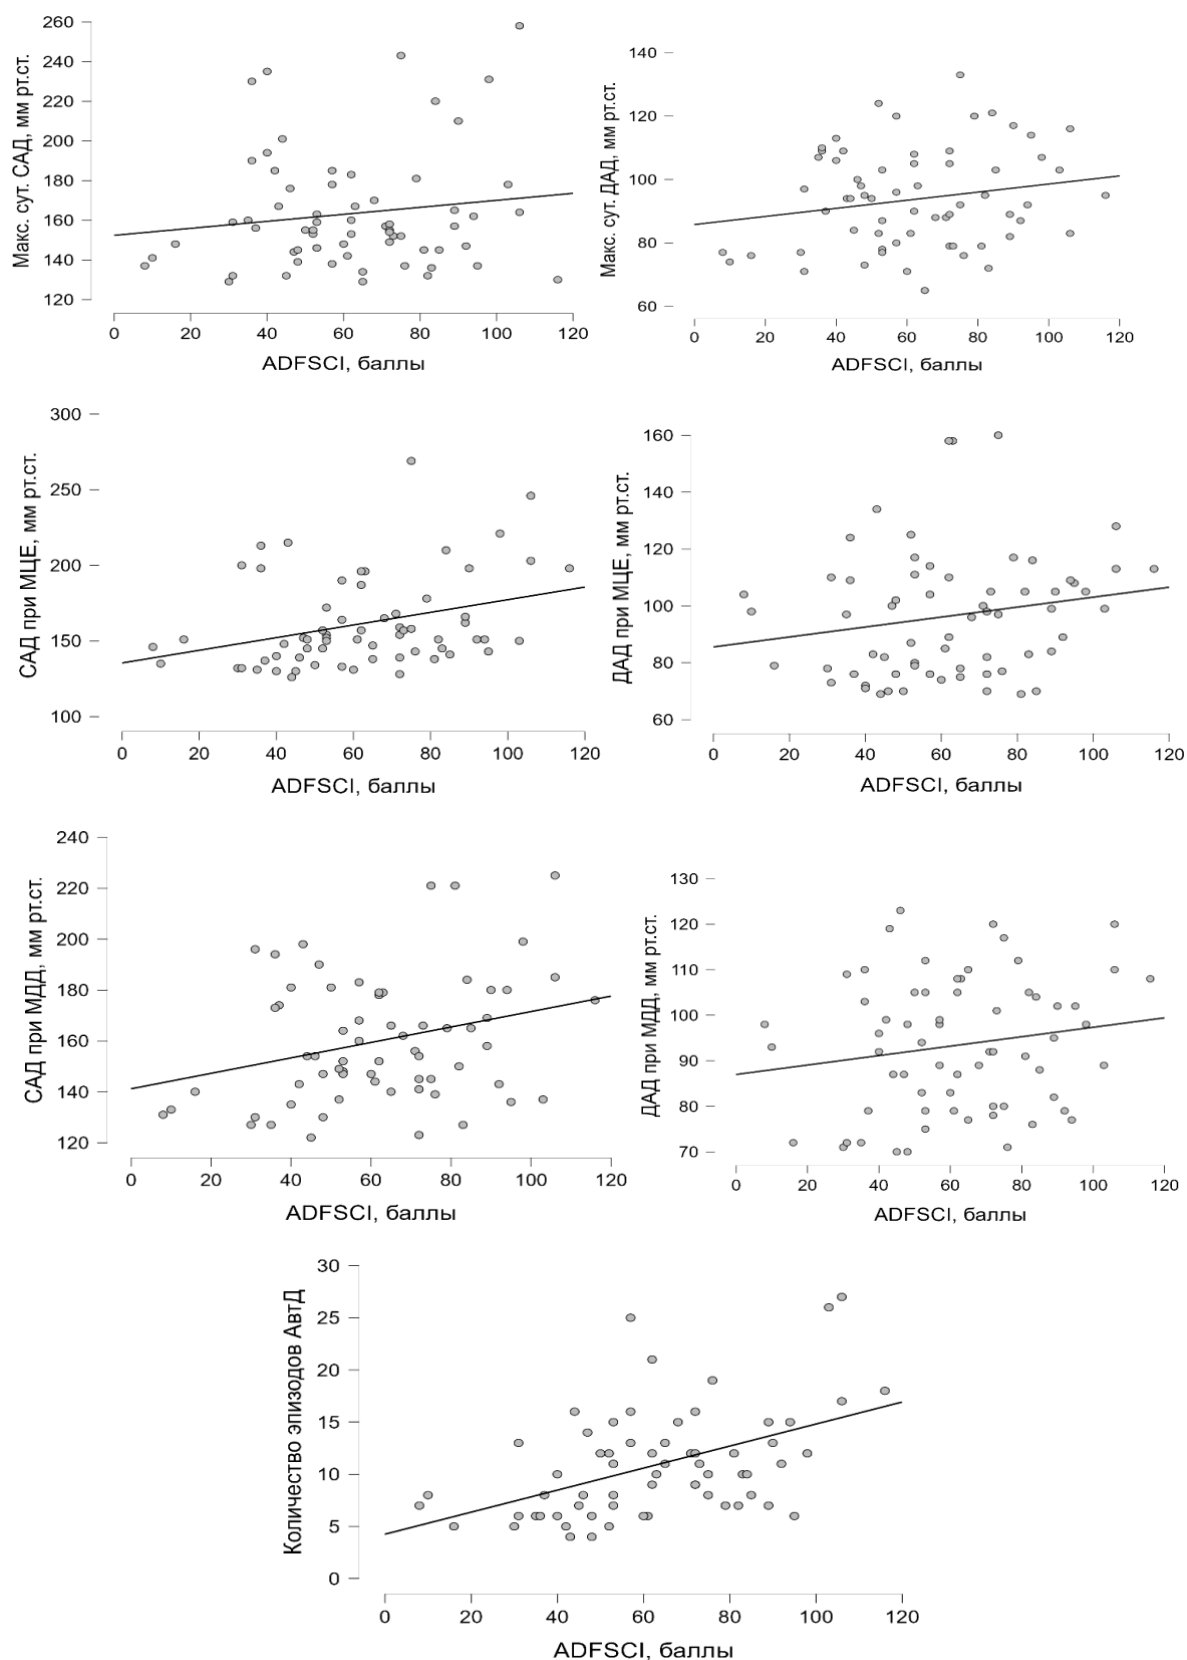 Макс. сут. САД, мм рт.ст.
260
240
220
200
180
160
140
120
0 20 40 60 80 100 120
ADFSCI, баллы
Макс. сут. ДАД, мм рт.ст.
140
120
100
80
60
0 20 40 60 80 100 120
ADFSCI, баллы
САД при МЦЕ, мм рт.ст.
300
250
200
150
100
0 20 40 60 80 100 120
ADFSCI, баллы
ДАД при МЦЕ, мм рт.ст.
160
140
120
100
80
60
0 20 40 60 80 100 120
ADFSCI, баллы
САД при МДД, мм рт.ст.
240
220
200
180
160
140
120
0 20 40 60 80 100 120
ADFSCI, баллы
ДАД при МДД, мм рт.ст.
130
120
110
100
90
80
70
0 20 40 60 80 100 120
ADFSCI, баллы
Количество эпизодов АвтД
30
25
20
15
10
5
0
0 20 40 60 80 100 120
ADFSCI, баллы